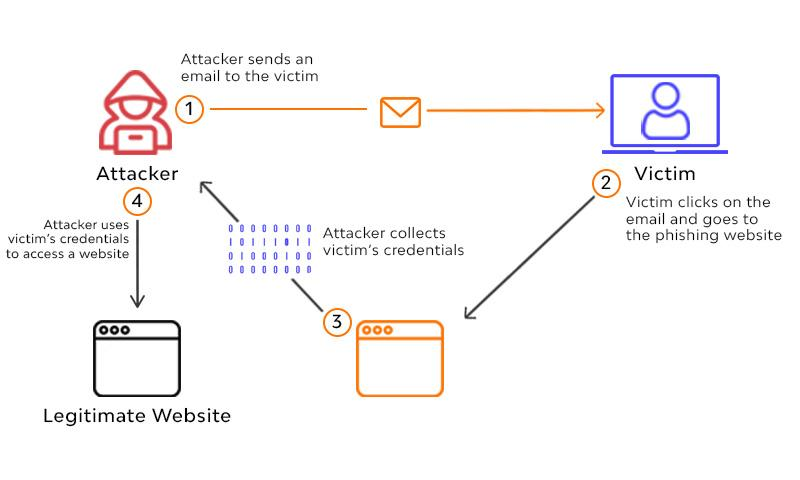 Attacker sends an
email to the victim
1
Attacker
Victim
2
Victim clicks on the
email and goes to
the phishing website
4
Attacker uses
victim's credentials
to access a website
Attacker collects
victim's credentials
3
Legitimate Website